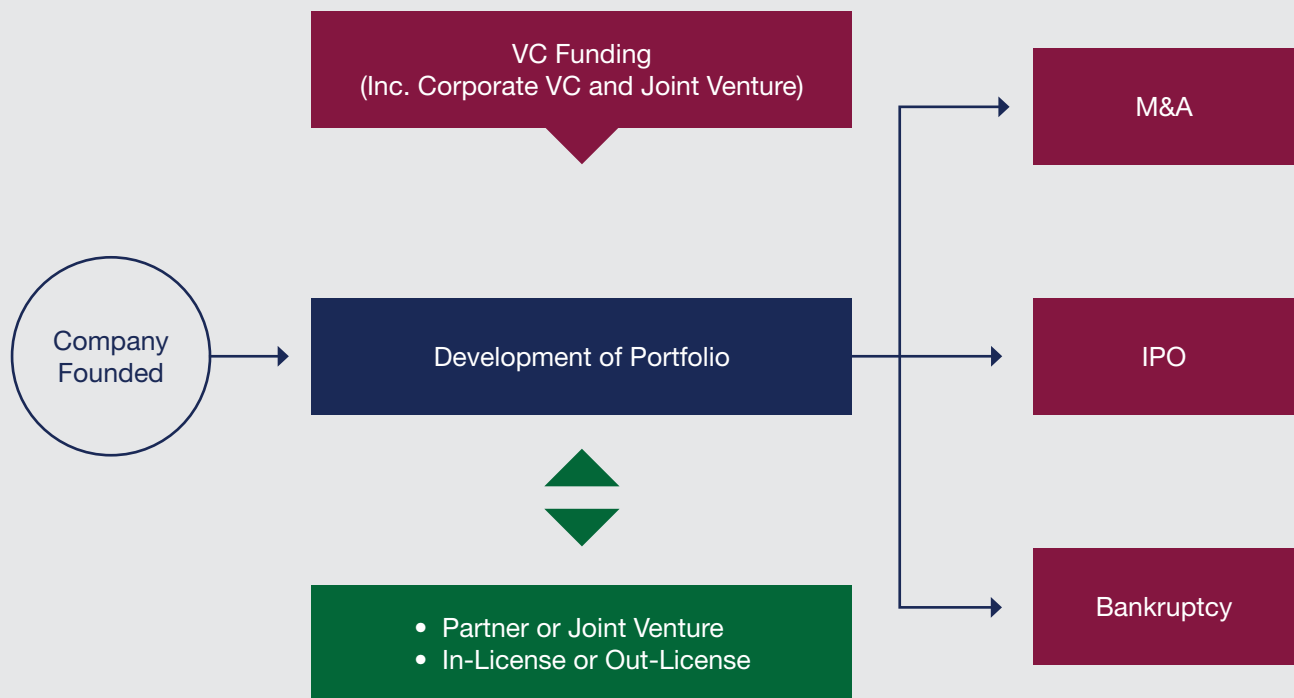 VC Funding
(Inc. Corporate VC and Joint Venture)
M&A
Company
Founded
Development of Portfolio
IPO
• Partner or Joint Venture
• In-License or Out-License
Bankruptcy